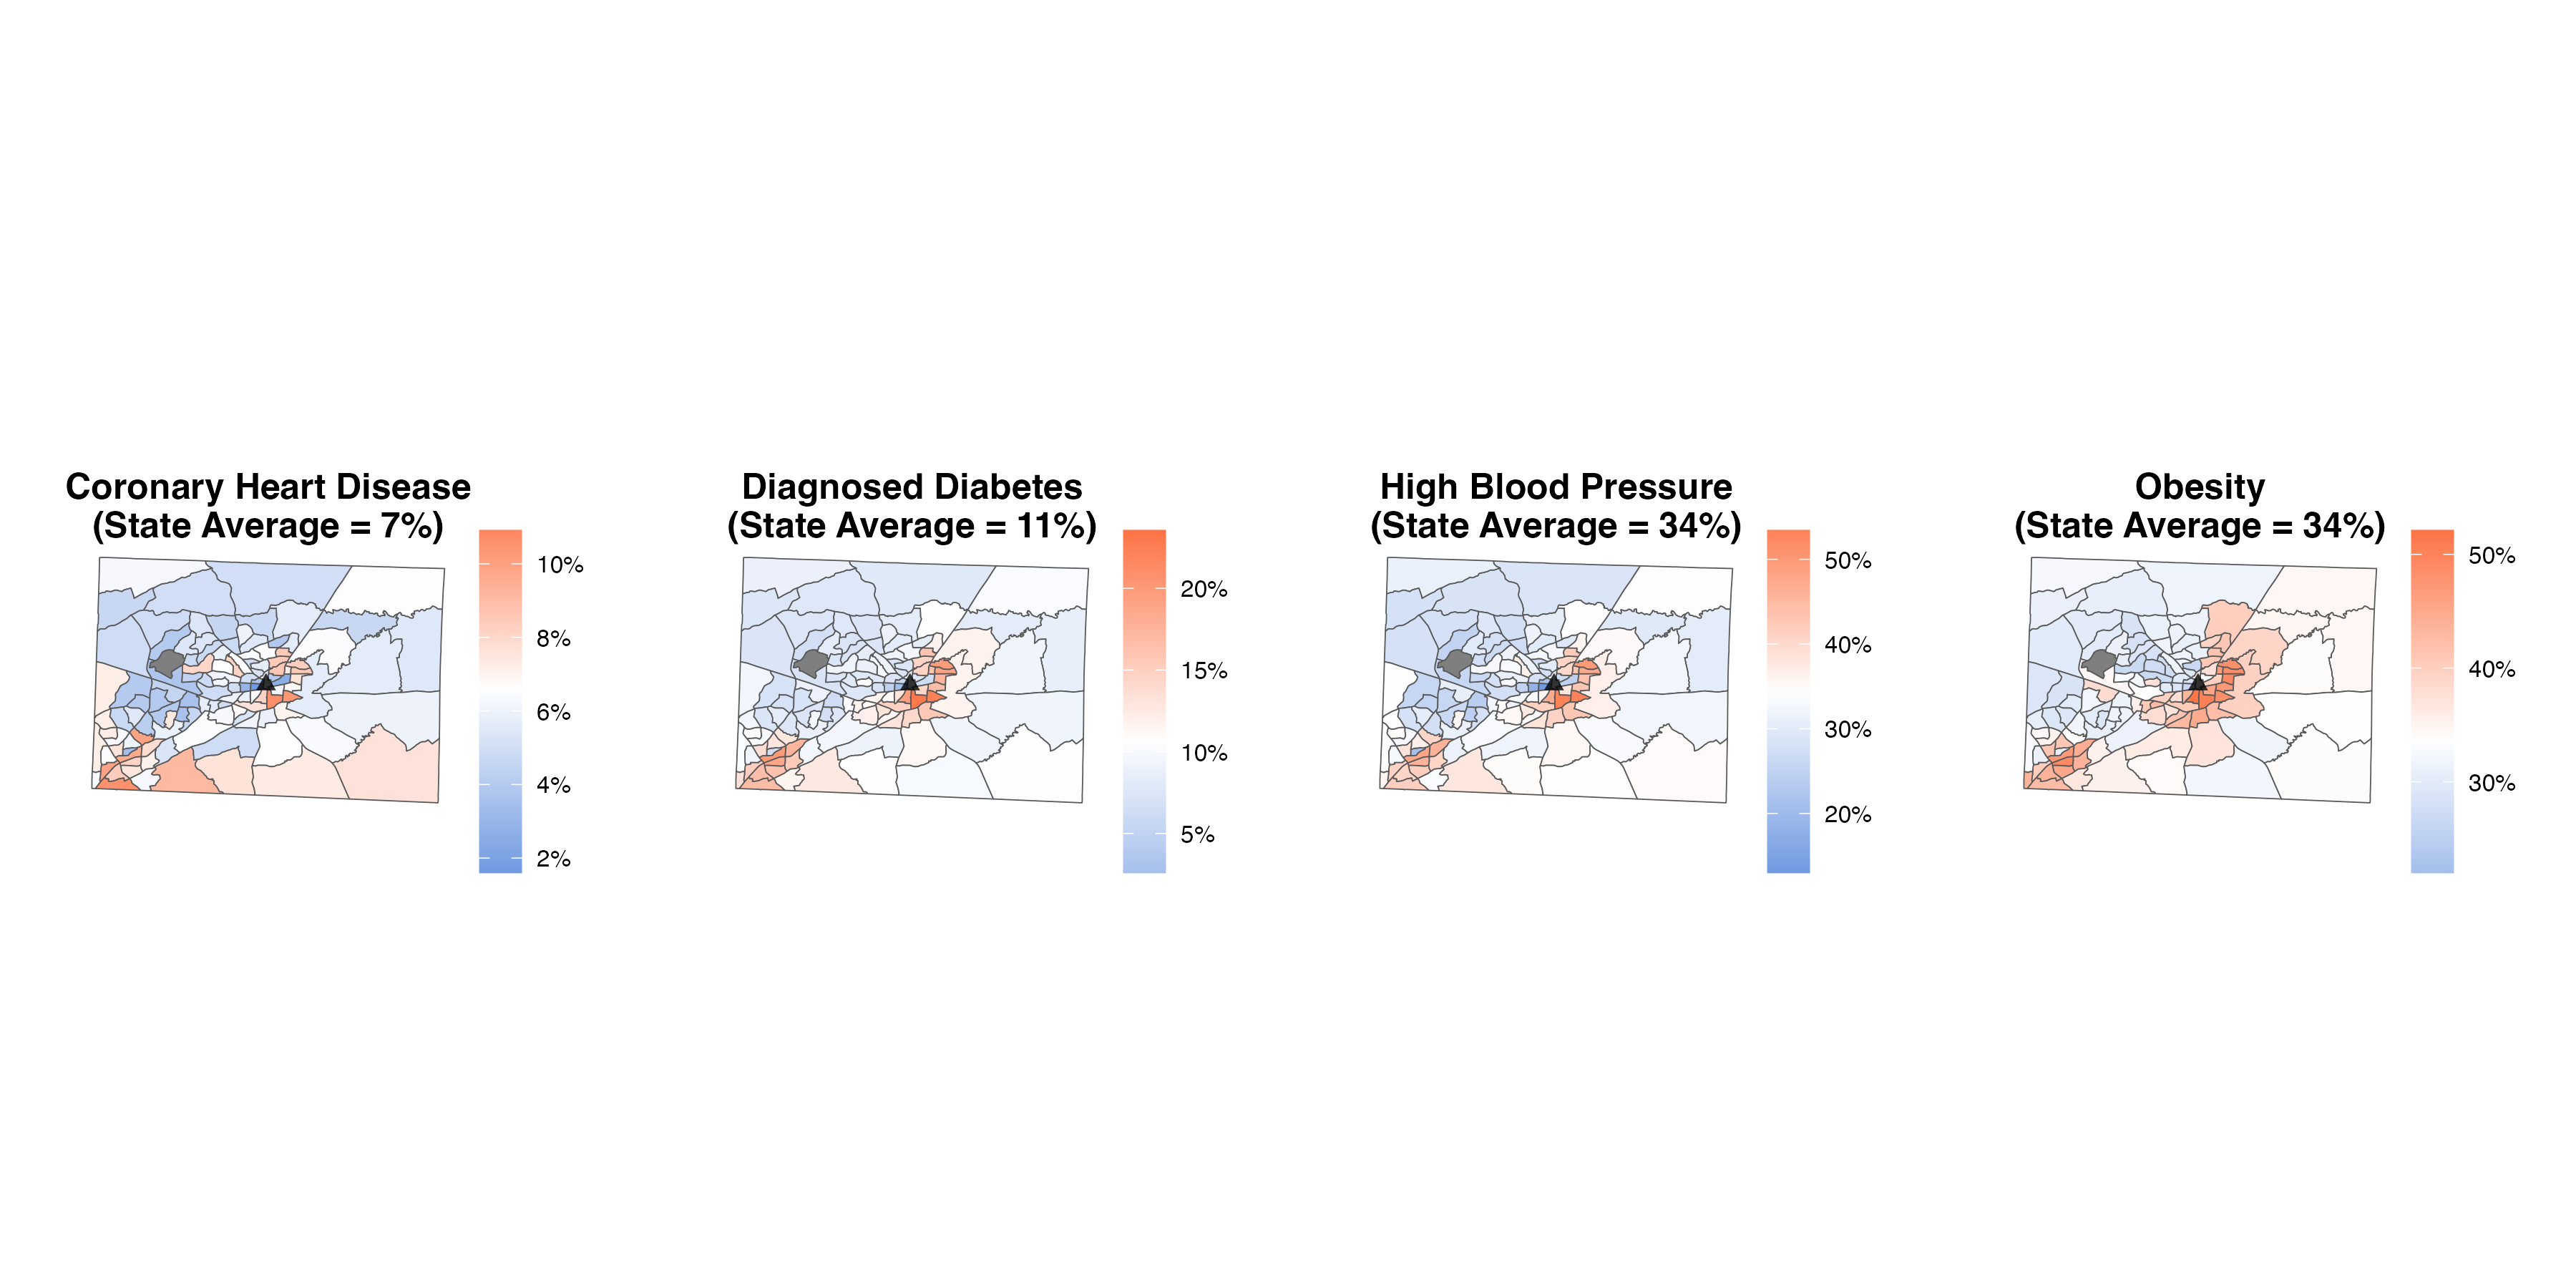 Coronary Heart Disease
(State Average = 7%)
10%
8%
6%
4%
2%
Diagnosed Diabetes
(State Average = 11%)
20%
15%
10%
5%
High Blood Pressure
(State Average = 34%)
50%
40%
30%
20%
Obesity
(State Average = 34%)
50%
40%
30%